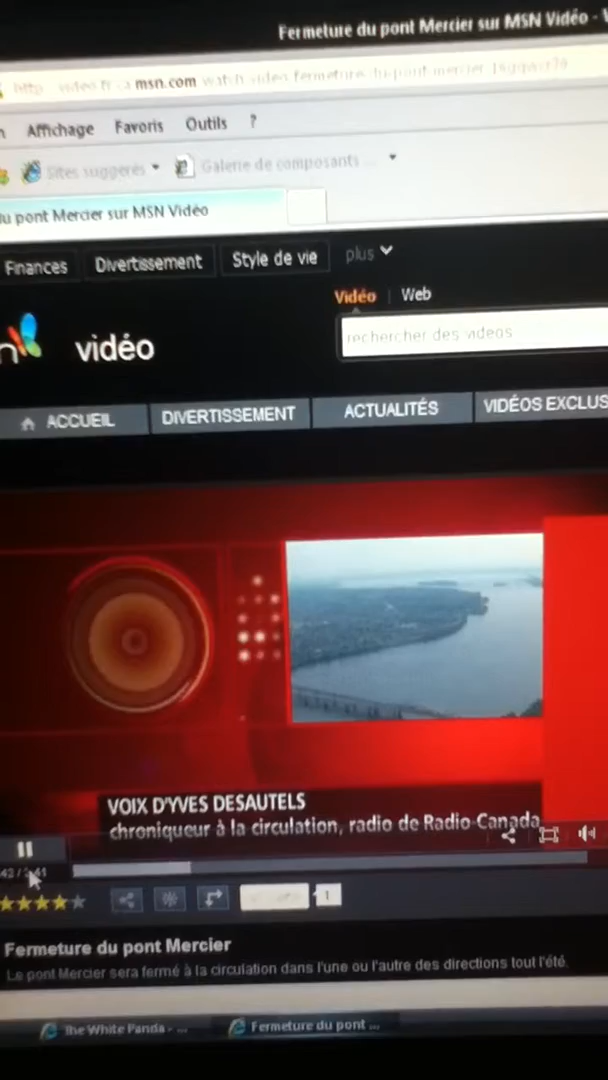 Fermeture du pont Mercier sur MSN Vidéo -
msn.com
Affichage Favoris Outils ?
Sites suggérés Galerie de composants ...
du pont Mercier sur MSN Vidéo
Finances Divertissement Style de vie plus
Vidéo | Web
vidéo
rechercher des vidéos
ACCUEIL DIVERTISSEMENT ACTUALITÉS VIDÉOS EXCLUS
VOIX D'YVES DESAUTELS
chroniqueur à la circulation, radio de Radio-Canada
1
Fermeture du pont Mercier
Le pont Mercier sera fermé à la circulation dans l'une ou l'autre des directions tout l'été.
The White Panda - ... Fermeture du pont ...